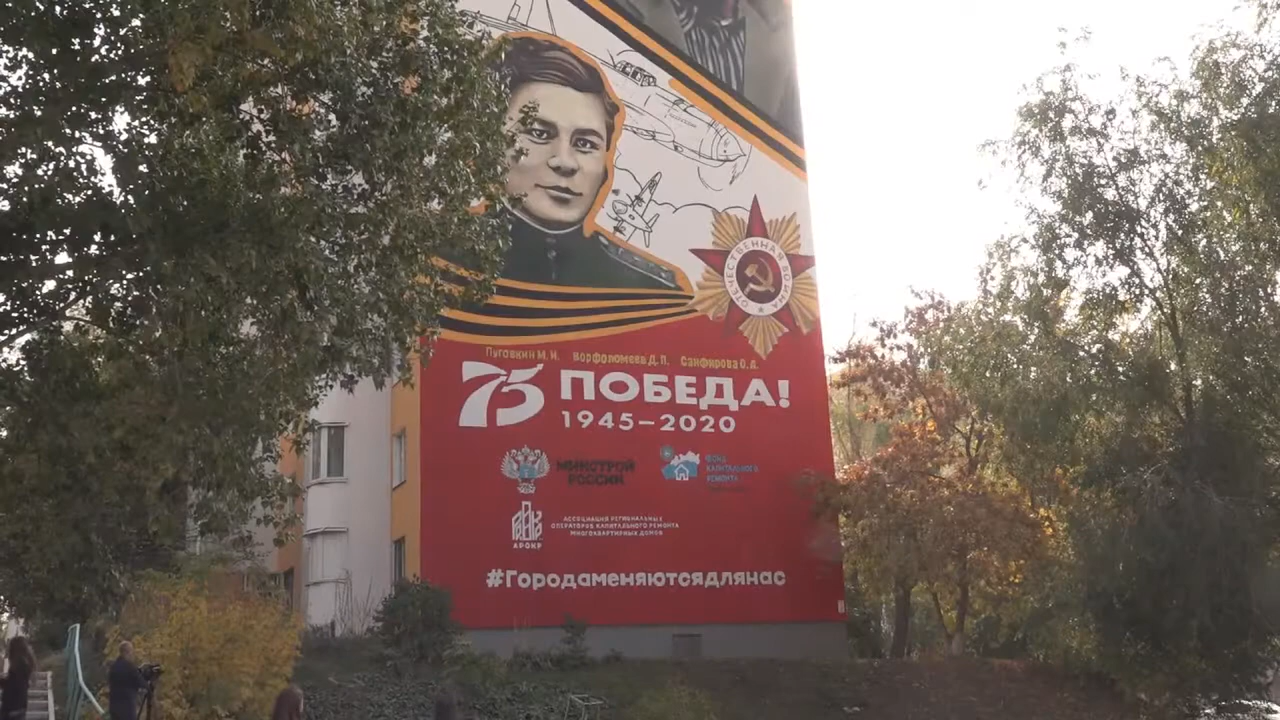 ОТЕЧЕСТВЕННАЯ ВОЙНА
Пуговкин М. И. Ворфоломеев Д. П. Санфирова О. А.
75 ПОБЕДА!
1945–2020
МИНСТРОЙ
РОССИИ
ФОНД
КАПИТАЛЬНОГО
РЕМОНТА
АССОЦИАЦИЯ РЕГИОНАЛЬНЫХ
ОПЕРАТОРОВ КАПИТАЛЬНОГО РЕМОНТА
МНОГОКВАРТИРНЫХ ДОМОВ
АРОКР
#Городаменяютсядлянас